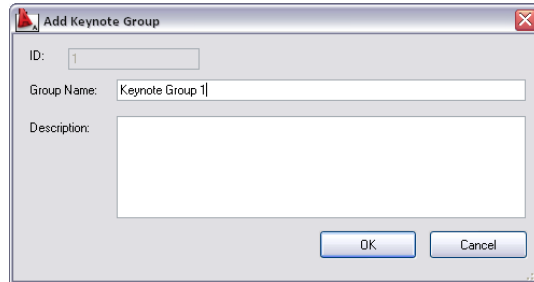 Add Keynote Group
ID: 1
Group Name: Keynote Group 1
Description:
OK Cancel